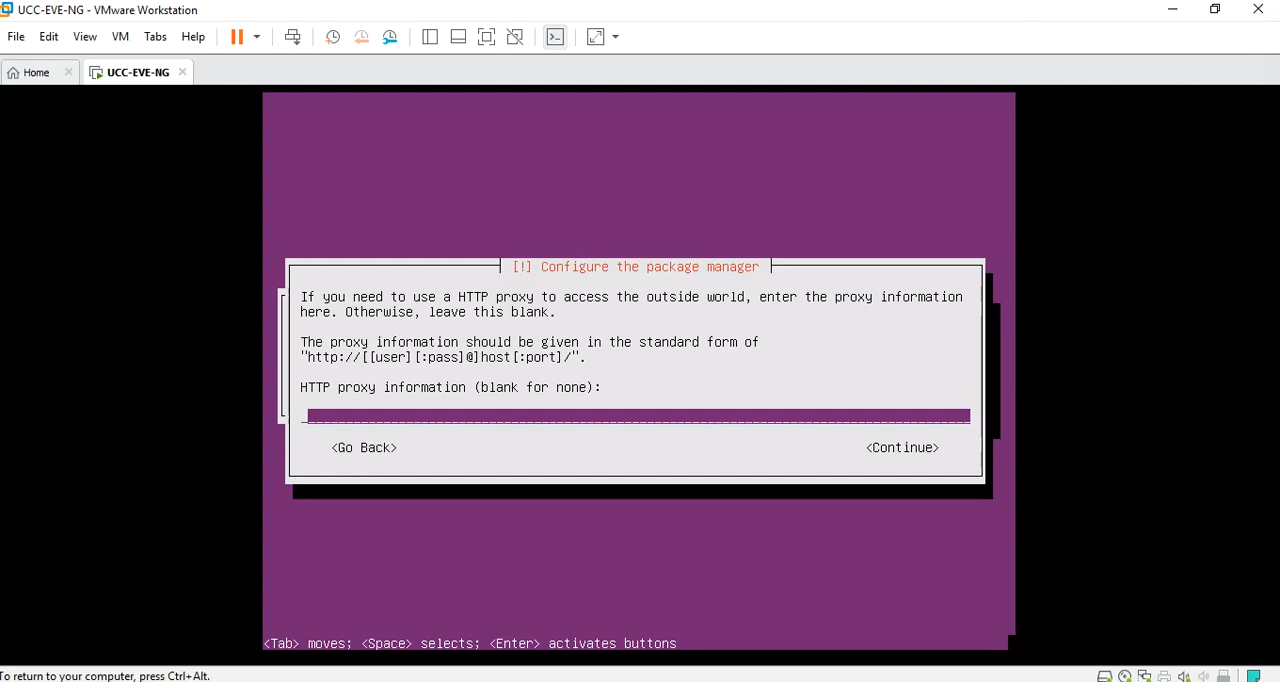 UCC-EVE-NG - VMware Workstation
File Edit View VM Tabs Help
Home UCC-EVE-NG
[!] Configure the package manager
If you need to use a HTTP proxy to access the outside world, enter the proxy information
here. Otherwise, leave this blank.
The proxy information should be given in the standard form of
"http://[[user][:pass]@]host[:port]/".
HTTP proxy information (blank for none):
<Go Back> <Continue>
<Tab> moves; <Space> selects; <Enter> activates buttons
To return to your computer, press Ctrl+Alt.